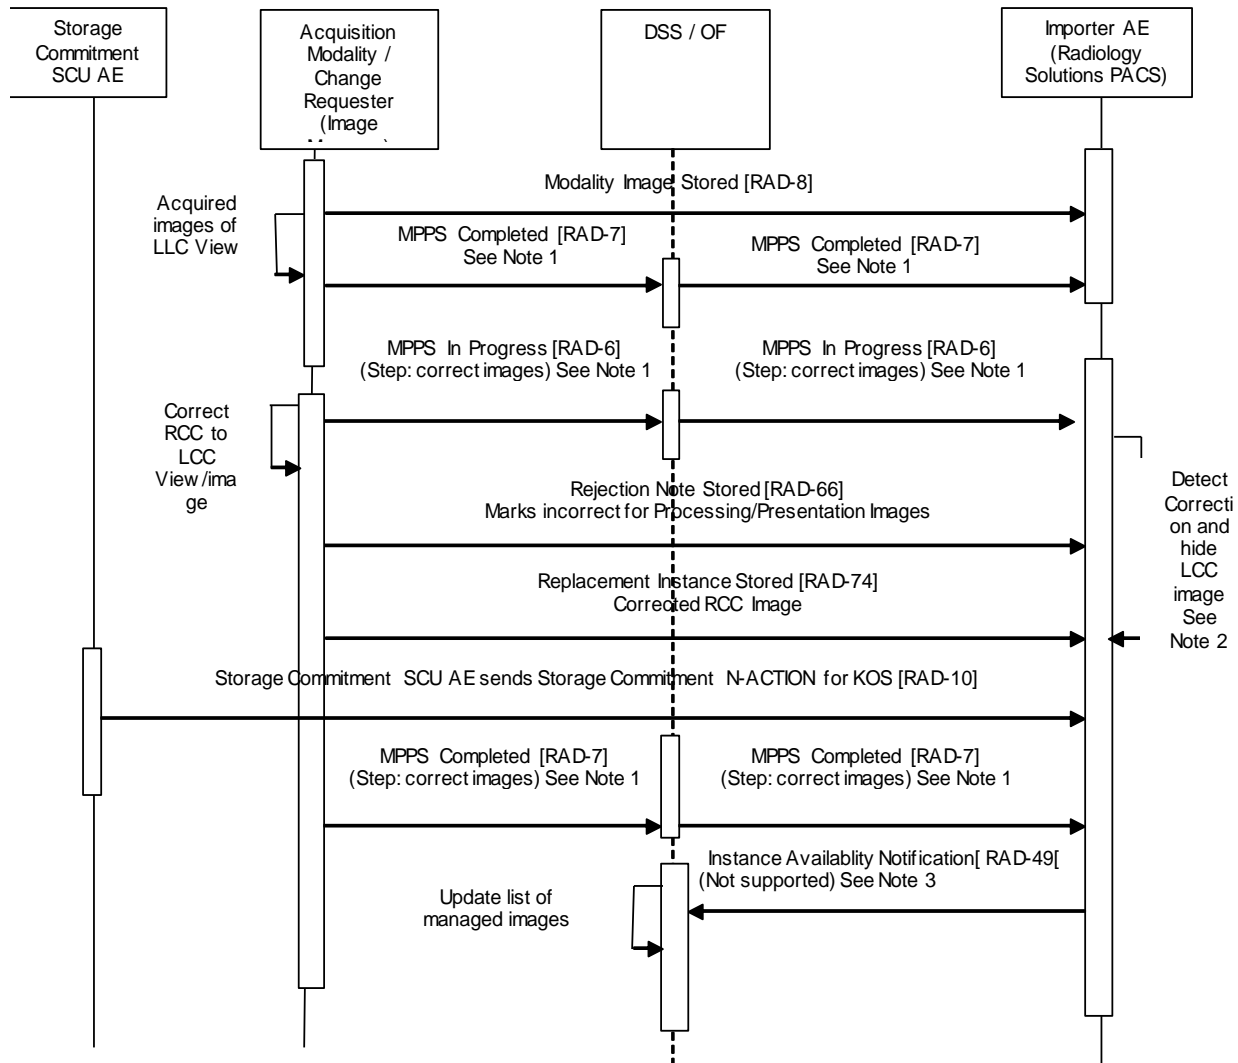 Storage
Commitment
SCU AE
Acquisition
Modality /
Change
Requester
(Image
DSS / OF
Importer AE
(Radiology
Solutions PACS)
Modality Image Stored [RAD-8]
Acquired
images of
LLC View
MPPS Completed [RAD-7]
See Note 1
MPPS Completed [RAD-7]
See Note 1
MPPS In Progress [RAD-6]
(Step: correct images) See Note 1
MPPS In Progress [RAD-6]
(Step: correct images) See Note 1
Correct
RCC to
LCC
View/ima
ge
Rejection Note Stored [RAD-66]
Marks incorrect for Processing/Presentation Images
Detect
Correcti
on and
hide
LCC
image
See
Note 2
Replacement Instance Stored [RAD-74]
Corrected RCC Image
Storage Commitment SCU AE sends Storage Commitment N-ACTION for KOS [RAD-10]
MPPS Completed [RAD-7]
(Step: correct images) See Note 1
MPPS Completed [RAD-7]
(Step: correct images) See Note 1
Instance Availablity Notification[ RAD-49[
(Not supported) See Note 3
Update list of
managed images